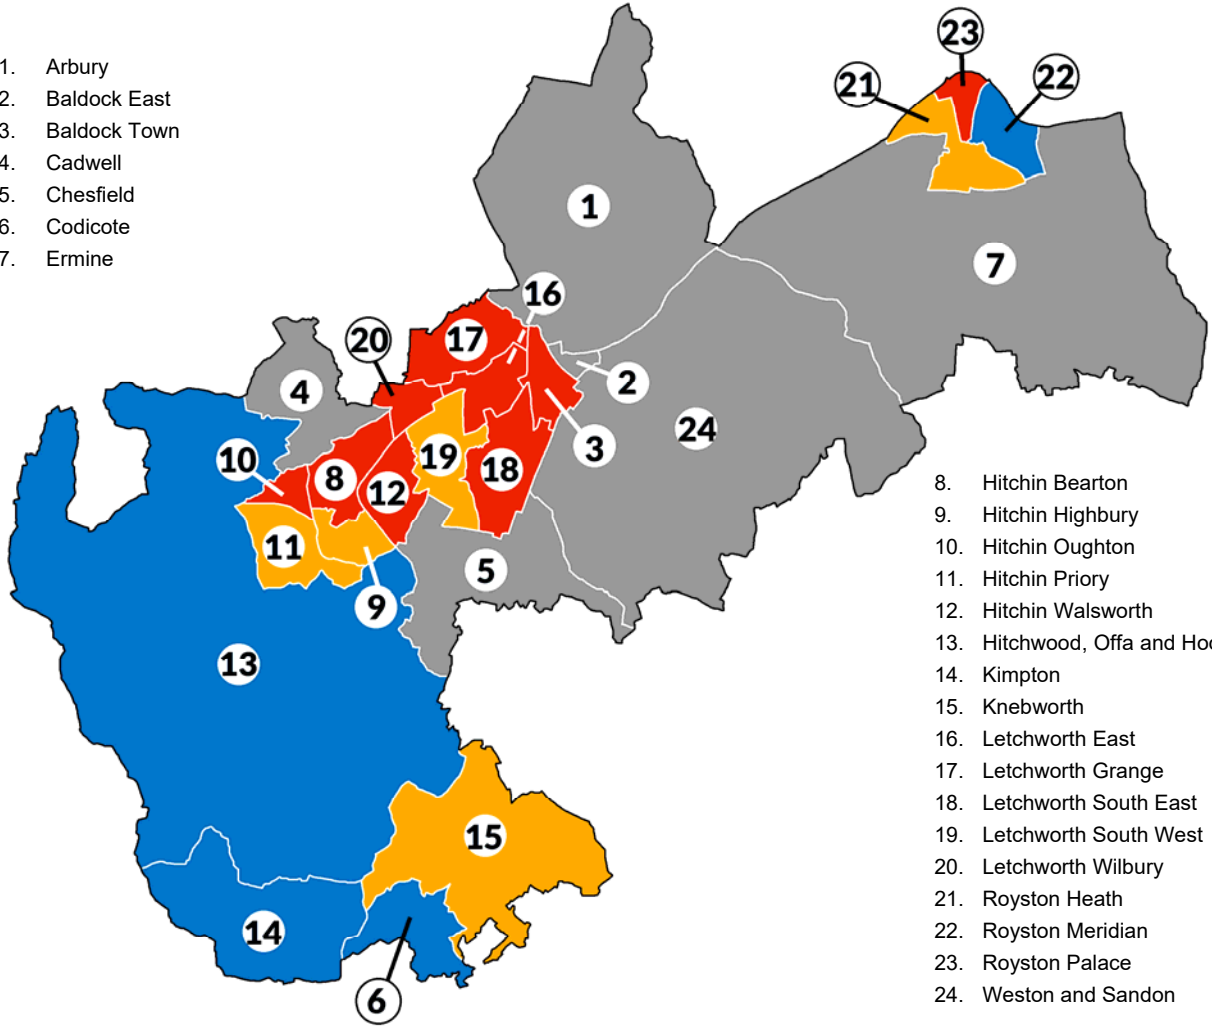 1. Arbury
2. Baldock East
3. Baldock Town
4. Cadwell
5. Chesfield
6. Codicote
7. Ermine
23
21
22
1
7
16
17
20
4
2
24
3
10
8
19
18
12
11
5
9
13
15
14
6
8. Hitchin Bearton
9. Hitchin Highbury
10. Hitchin Oughton
11. Hitchin Priory
12. Hitchin Walsworth
13. Hitchwood, Offa and
14. Kimpton
15. Knebworth
16. Letchworth East
17. Letchworth Grange
18. Letchworth South East
19. Letchworth South West
20. Letchworth Wilbury
21. Royston Heath
22. Royston Meridian
23. Royston Palace
24. Weston and Sandon